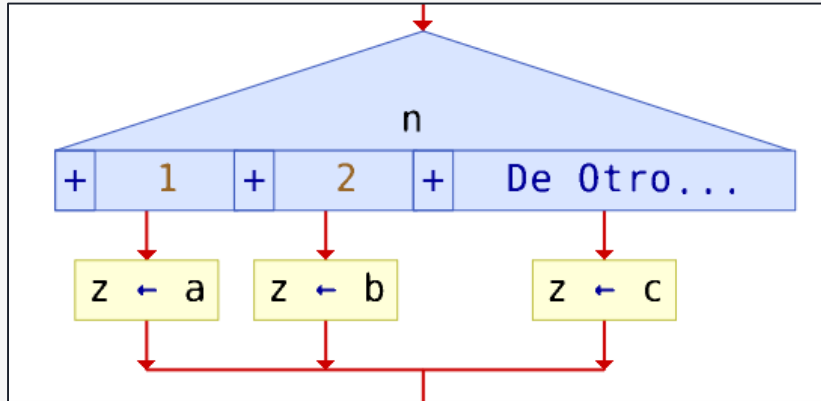 n
+ 1 + 2 + De Otro...
z ← a z ← b z ← c